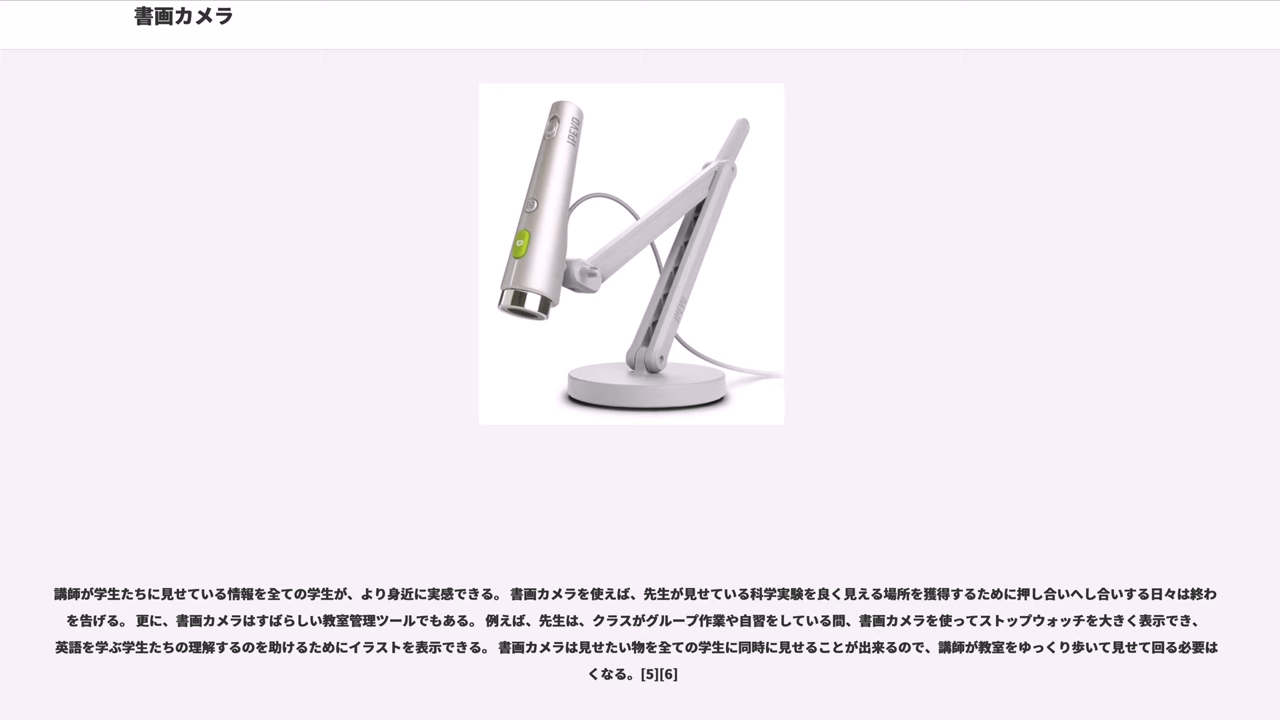 書画カメラ
IPEVO
IPEVO
講師が学生たちに見せている情報を全ての学生が、より身近に実感できる。 書画カメラを使えば、先生が見せている科学実験を良く見える場所を獲得するために押し合いへし合いする日々は終わ
を告げる。 更に、書画カメラはすばらしい教室管理ツールでもある。 例えば、先生は、クラスがグループ作業や自習をしている間、書画カメラを使ってストップウォッチを大きく表示でき、
英語を学ぶ学生たちの理解するのを助けるためにイラストを表示できる。 書画カメラは見せたい物を全ての学生に同時に見せることが出来るので、講師が教室をゆっくり歩いて見せて回る必要は
くなる。[5][6]